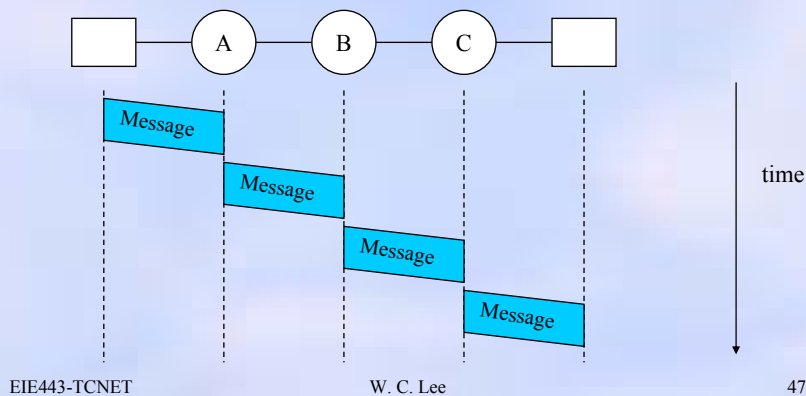 A B C
Message
Message
time
Message
Message
EIE443-TCNET W. C. Lee 47